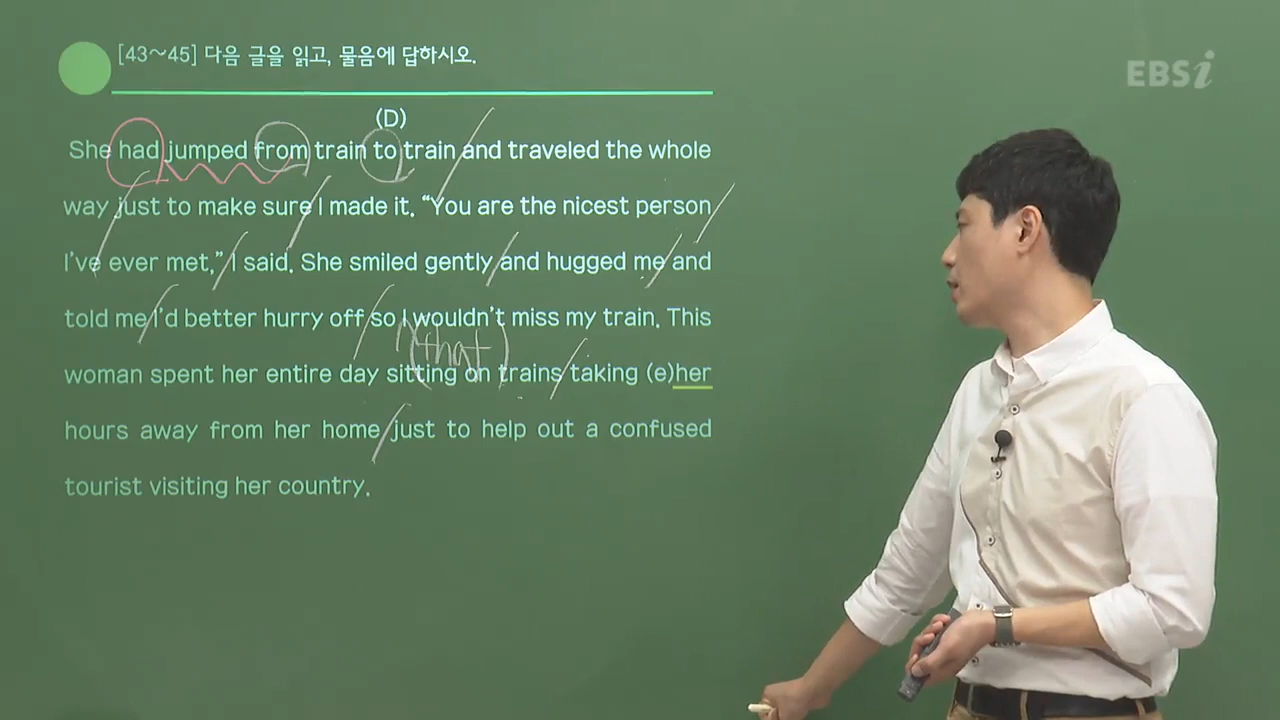 [43~45] 다음 글을 읽고, 물음에 답하시오.
EBSi
(D)
She had jumped from train to train and traveled the whole
way just to make sure I made it. “You are the nicest person
I’ve ever met,” I said. She smiled gently and hugged me and
told me I’d better hurry off so I wouldn’t miss my train. This
(that)
woman spent her entire day sitting on trains taking (e)her
hours away from her home just to help out a confused
tourist visiting her country.